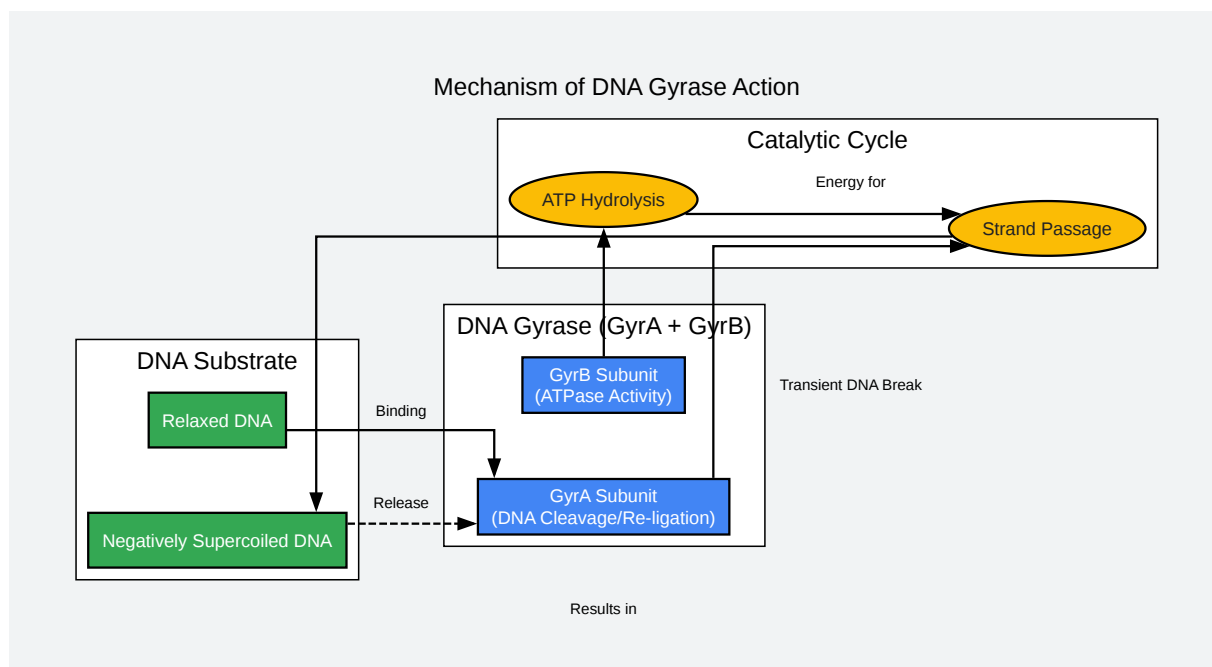 Mechanism of DNA Gyrase Action
Catalytic Cycle
Energy for
ATP Hydrolysis
Strand Passage
DNA Gyrase (GyrA + GyrB)
GyrB Subunit
(ATPase Activity)
Transient DNA Break
DNA Substrate
Relaxed DNA
Binding
GyrA Subunit
(DNA Cleavage/Re-ligation)
Release
Negatively Supercoiled DNA
Results in